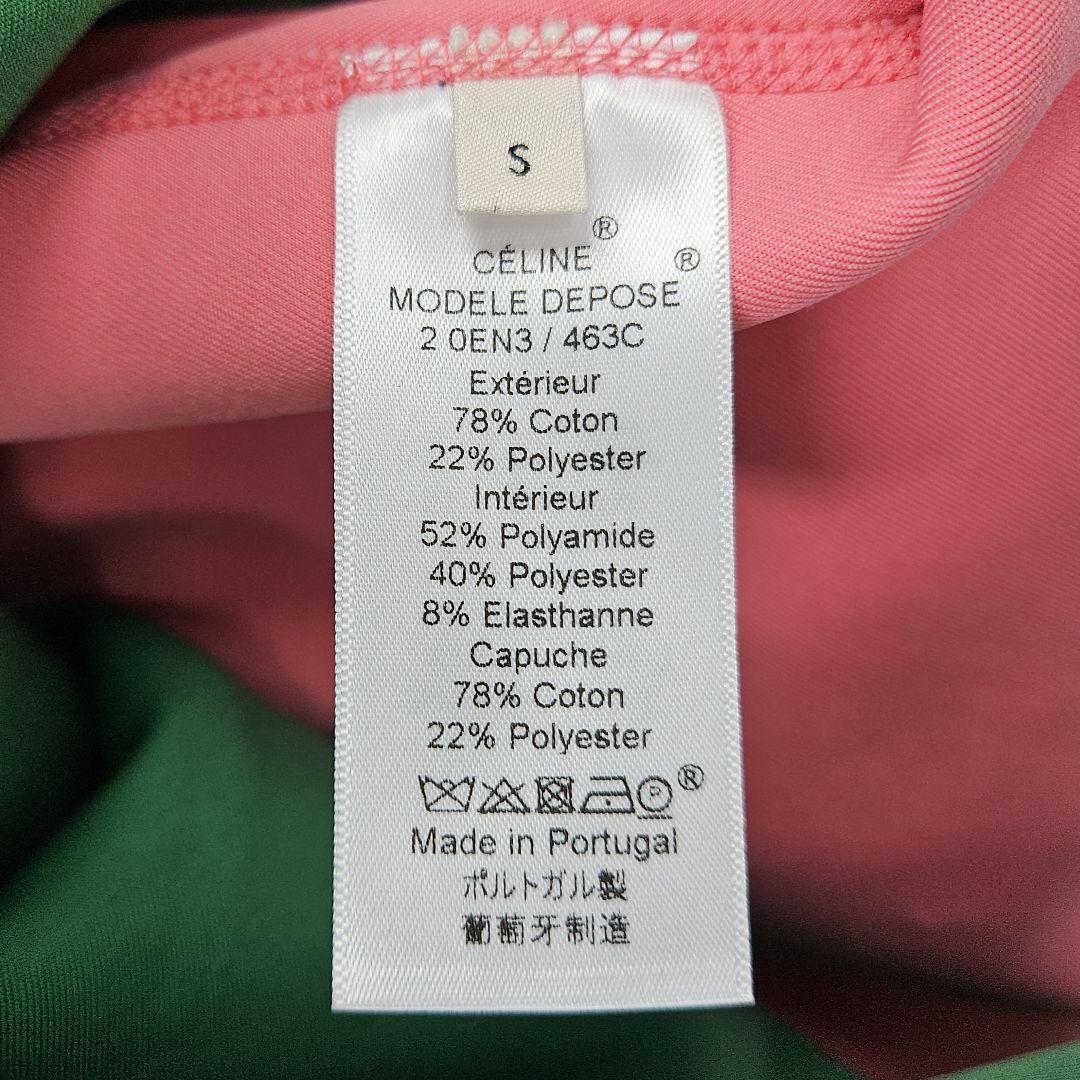 S
CÉLINE®
MODELE DEPOSE®
2 0EN3 / 463C
Extérieur
78% Coton
22% Polyester
Intérieur
52% Polyamide
40% Polyester
8% Elasthanne
Capuche
78% Coton
22% Polyester
P®
Made in Portugal
ポルトガル製
葡萄牙制造